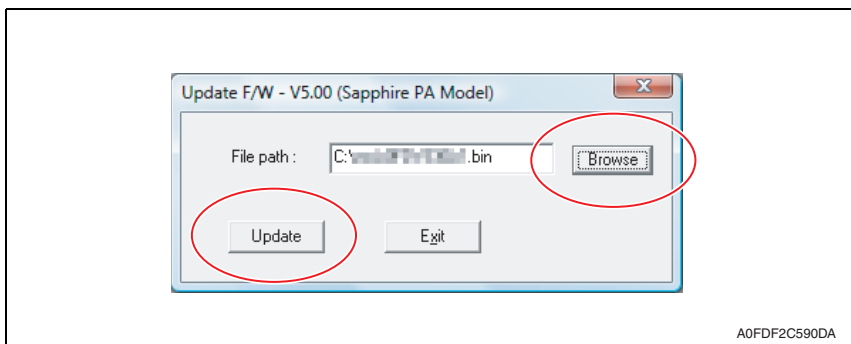 Update F/W - V5.00 (Sapphire PA Model)
File path : C:\ .bin Browse
Update Exit
A0FDF2C590DA